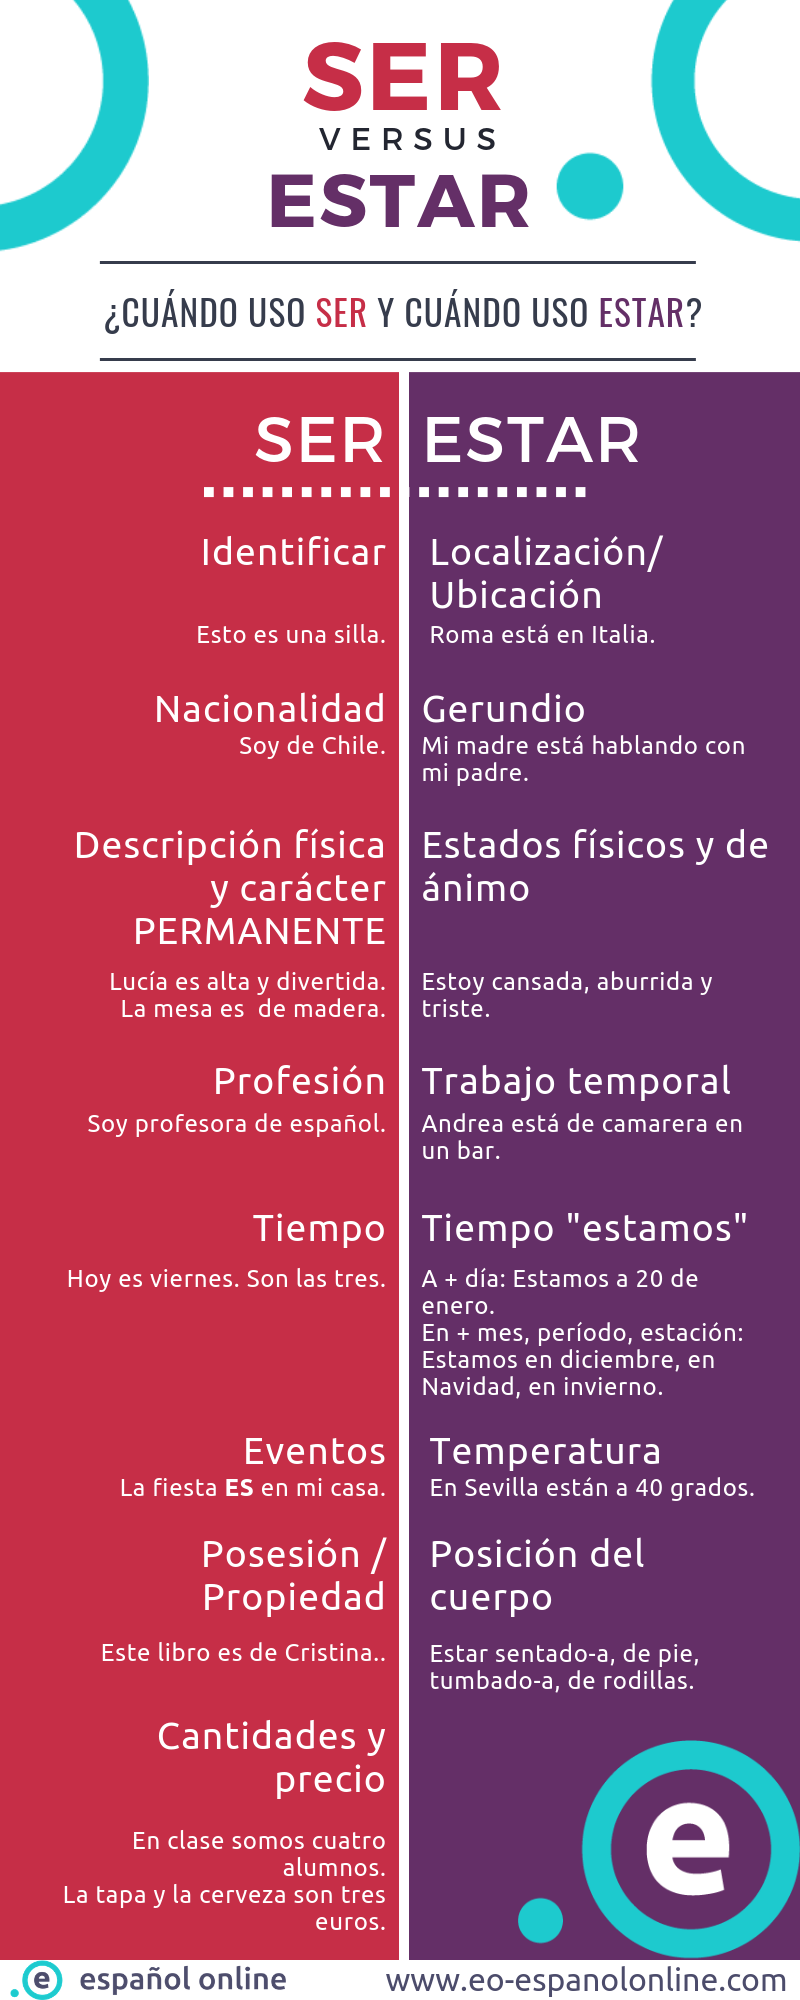 SER
VERSUS
ESTAR
¿CUÁNDO USO SER Y CUÁNDO USO ESTAR?
SER
Identificar
Esto es una silla.
Nacionalidad
Soy de Chile.
Descripción física
y carácter
PERMANENTE
Lucía es alta y divertida.
La mesa es  de madera.
Profesión
Soy profesora de español.
Tiempo
Hoy es viernes. Son las tres.
Eventos
La fiesta ES en mi casa.
Posesión /
Propiedad
Este libro es de Cristina..
Cantidades y
precio
En clase somos cuatro
alumnos.
La tapa y la cerveza son tres
euros.
ESTAR
Localización/
Ubicación
Roma está en Italia.
Gerundio
Mi madre está hablando con
mi padre.
Estados físicos y de
ánimo
Estoy cansada, aburrida y
triste.
Trabajo temporal
Andrea está de camarera en
un bar.
Tiempo "estamos"
A + día: Estamos a 20 de
enero.
En + mes, período, estación:
Estamos en diciembre, en
Navidad, en invierno.
Temperatura
En Sevilla están a 40 grados.
Posición del
cuerpo
Estar sentado-a, de pie,
tumbado-a, de rodillas.
e
e español online
www.eo-espanolonline.com